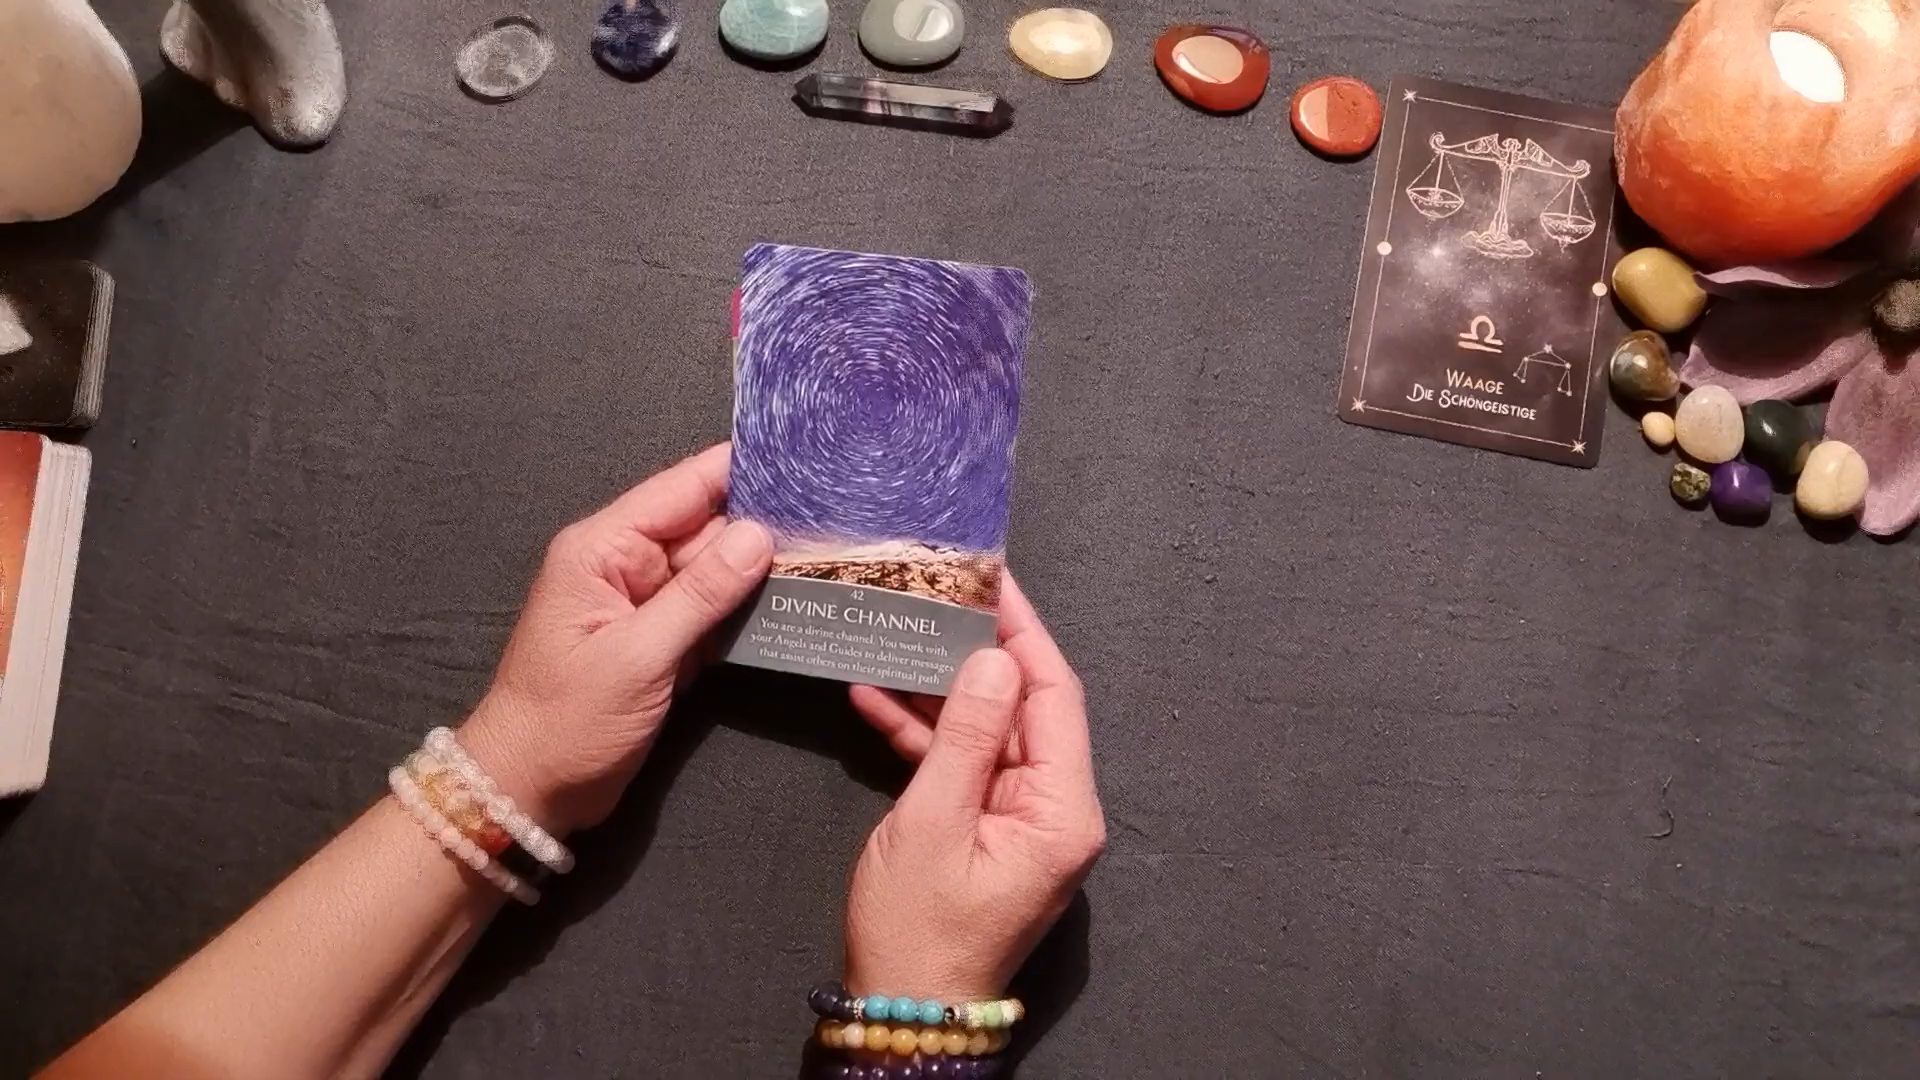 42
DIVINE CHANNEL
You are a divine channel. You work with
your Angels and Guides to deliver messages
that assist others on their spiritual path
WAAGE
DIE SCHÖNGEISTIGE